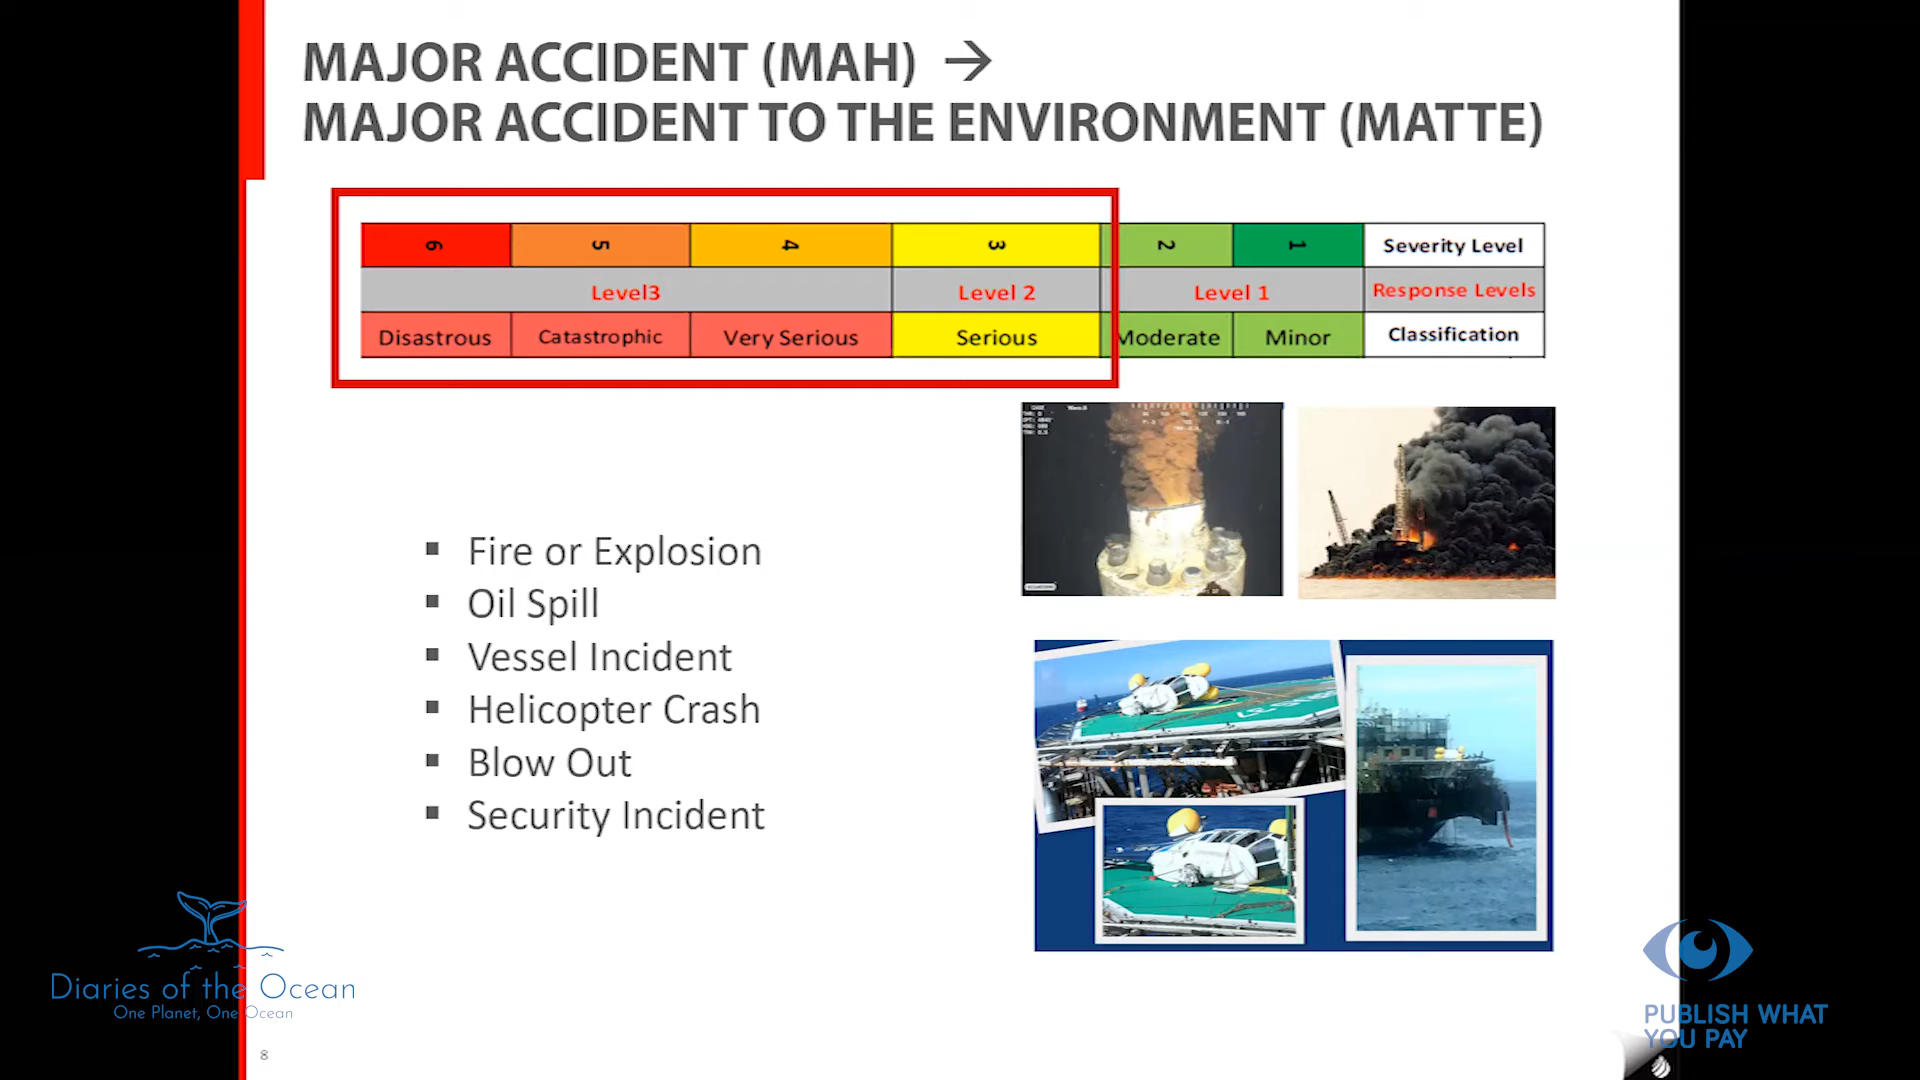 MAJOR ACCIDENT (MAH) →
MAJOR ACCIDENT TO THE ENVIRONMENT (MATTE)
6 5 4 3 2 1 Severity Level
Level3 Level 2 Level 1 Response Levels
Disastrous Catastrophic Very Serious Serious Moderate Minor Classification
▪ Fire or Explosion
▪ Oil Spill
▪ Vessel Incident
▪ Helicopter Crash
▪ Blow Out
▪ Security Incident
Diaries of the Ocean
One Planet, One Ocean
PUBLISH WHAT
YOU PAY
8